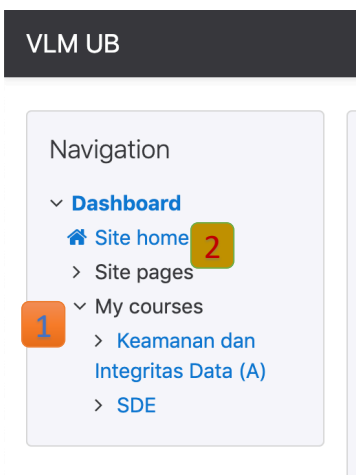 VLM UB
Navigation
Dashboard
Site home
2
Site pages
1
My courses
Keamanan dan
Integritas Data (A)
SDE